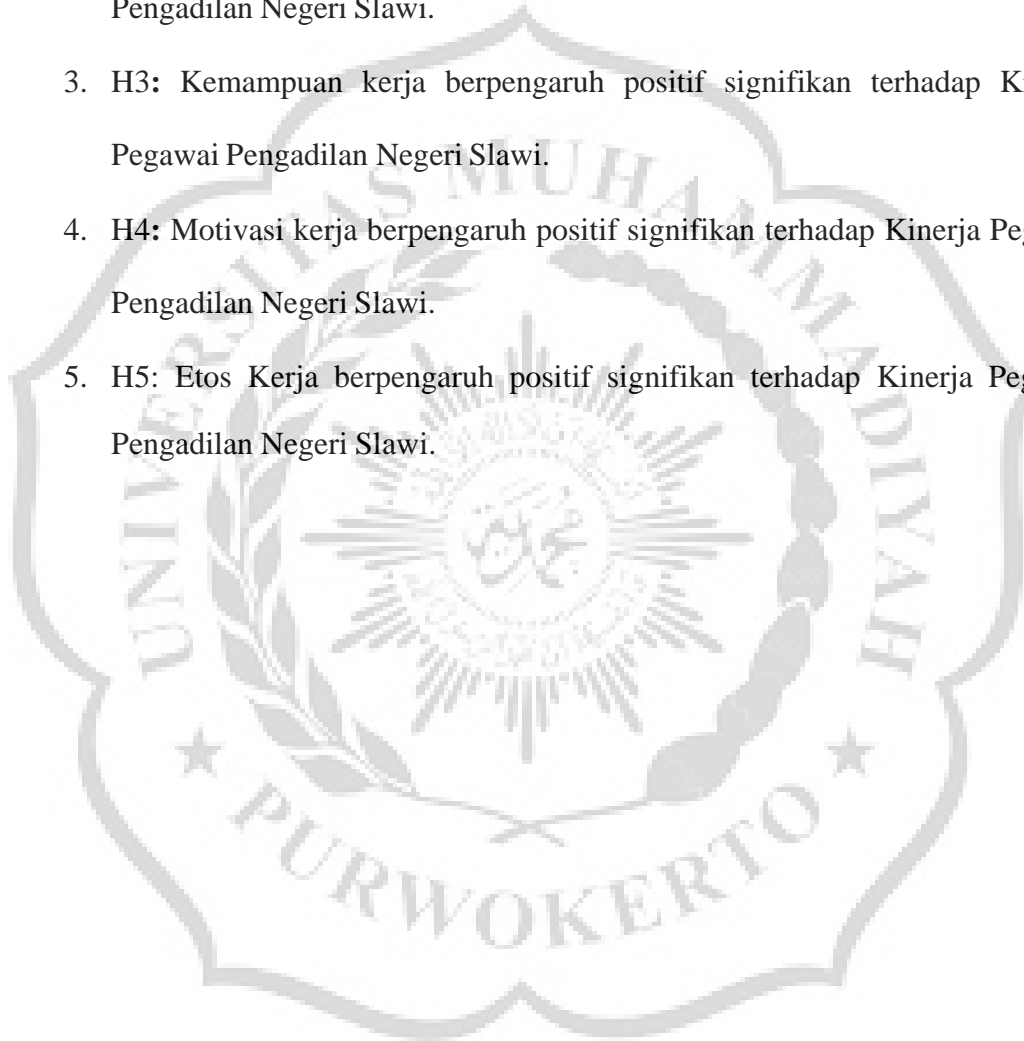 Pengadilan Negeri Slawi.
3. H3: Kemampuan kerja berpengaruh positif signifikan terhadap
Pegawai Pengadilan Negeri Slawi.
4. H4: Motivasi kerja berpengaruh positif signifikan terhadap Kinerja
Pengadilan Negeri Slawi.
5. H5: Etos Kerja berpengaruh positif signifikan terhadap Kinerja
Pengadilan Negeri Slawi.
UNIVERSITAS MUHAMMADIYAH
PURWOKERTO